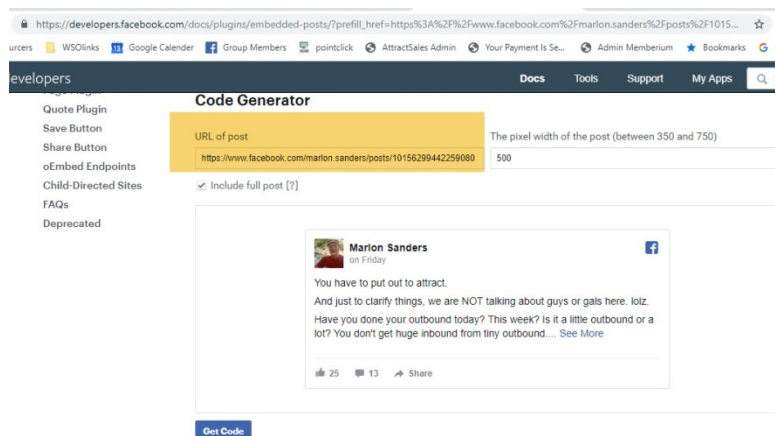 https://developers.facebook.com/docs/plugins/embedded-posts/?prefill_href=https%3A%2F%2Fwww.facebook.com%2Fmarlon.sanders%2Fposts%2F1015...
urcers WSOlinks Google Calender Group Members pointclick AttractSales Admin Your Payment Is Se... Admin Memberium Bookmarks G
evelopers Docs Tools Support My Apps
Quote Plugin
Save Button
Share Button
oEmbed Endpoints
Child-Directed Sites
FAQs
Deprecated
Code Generator
URL of post The pixel width of the post (between 350 and 750)
https://www.facebook.com/marlon.sanders/posts/10156299442259080 500
Include full post [?]
Marlon Sanders
on Friday
You have to put out to attract.
And just to clarify things, we are NOT talking about guys or gals here. lolz.
Have you done your outbound today? This week? Is it a little outbound or a
lot? You don't get huge inbound from tiny outbound.... See More
25 13 Share
Get Code